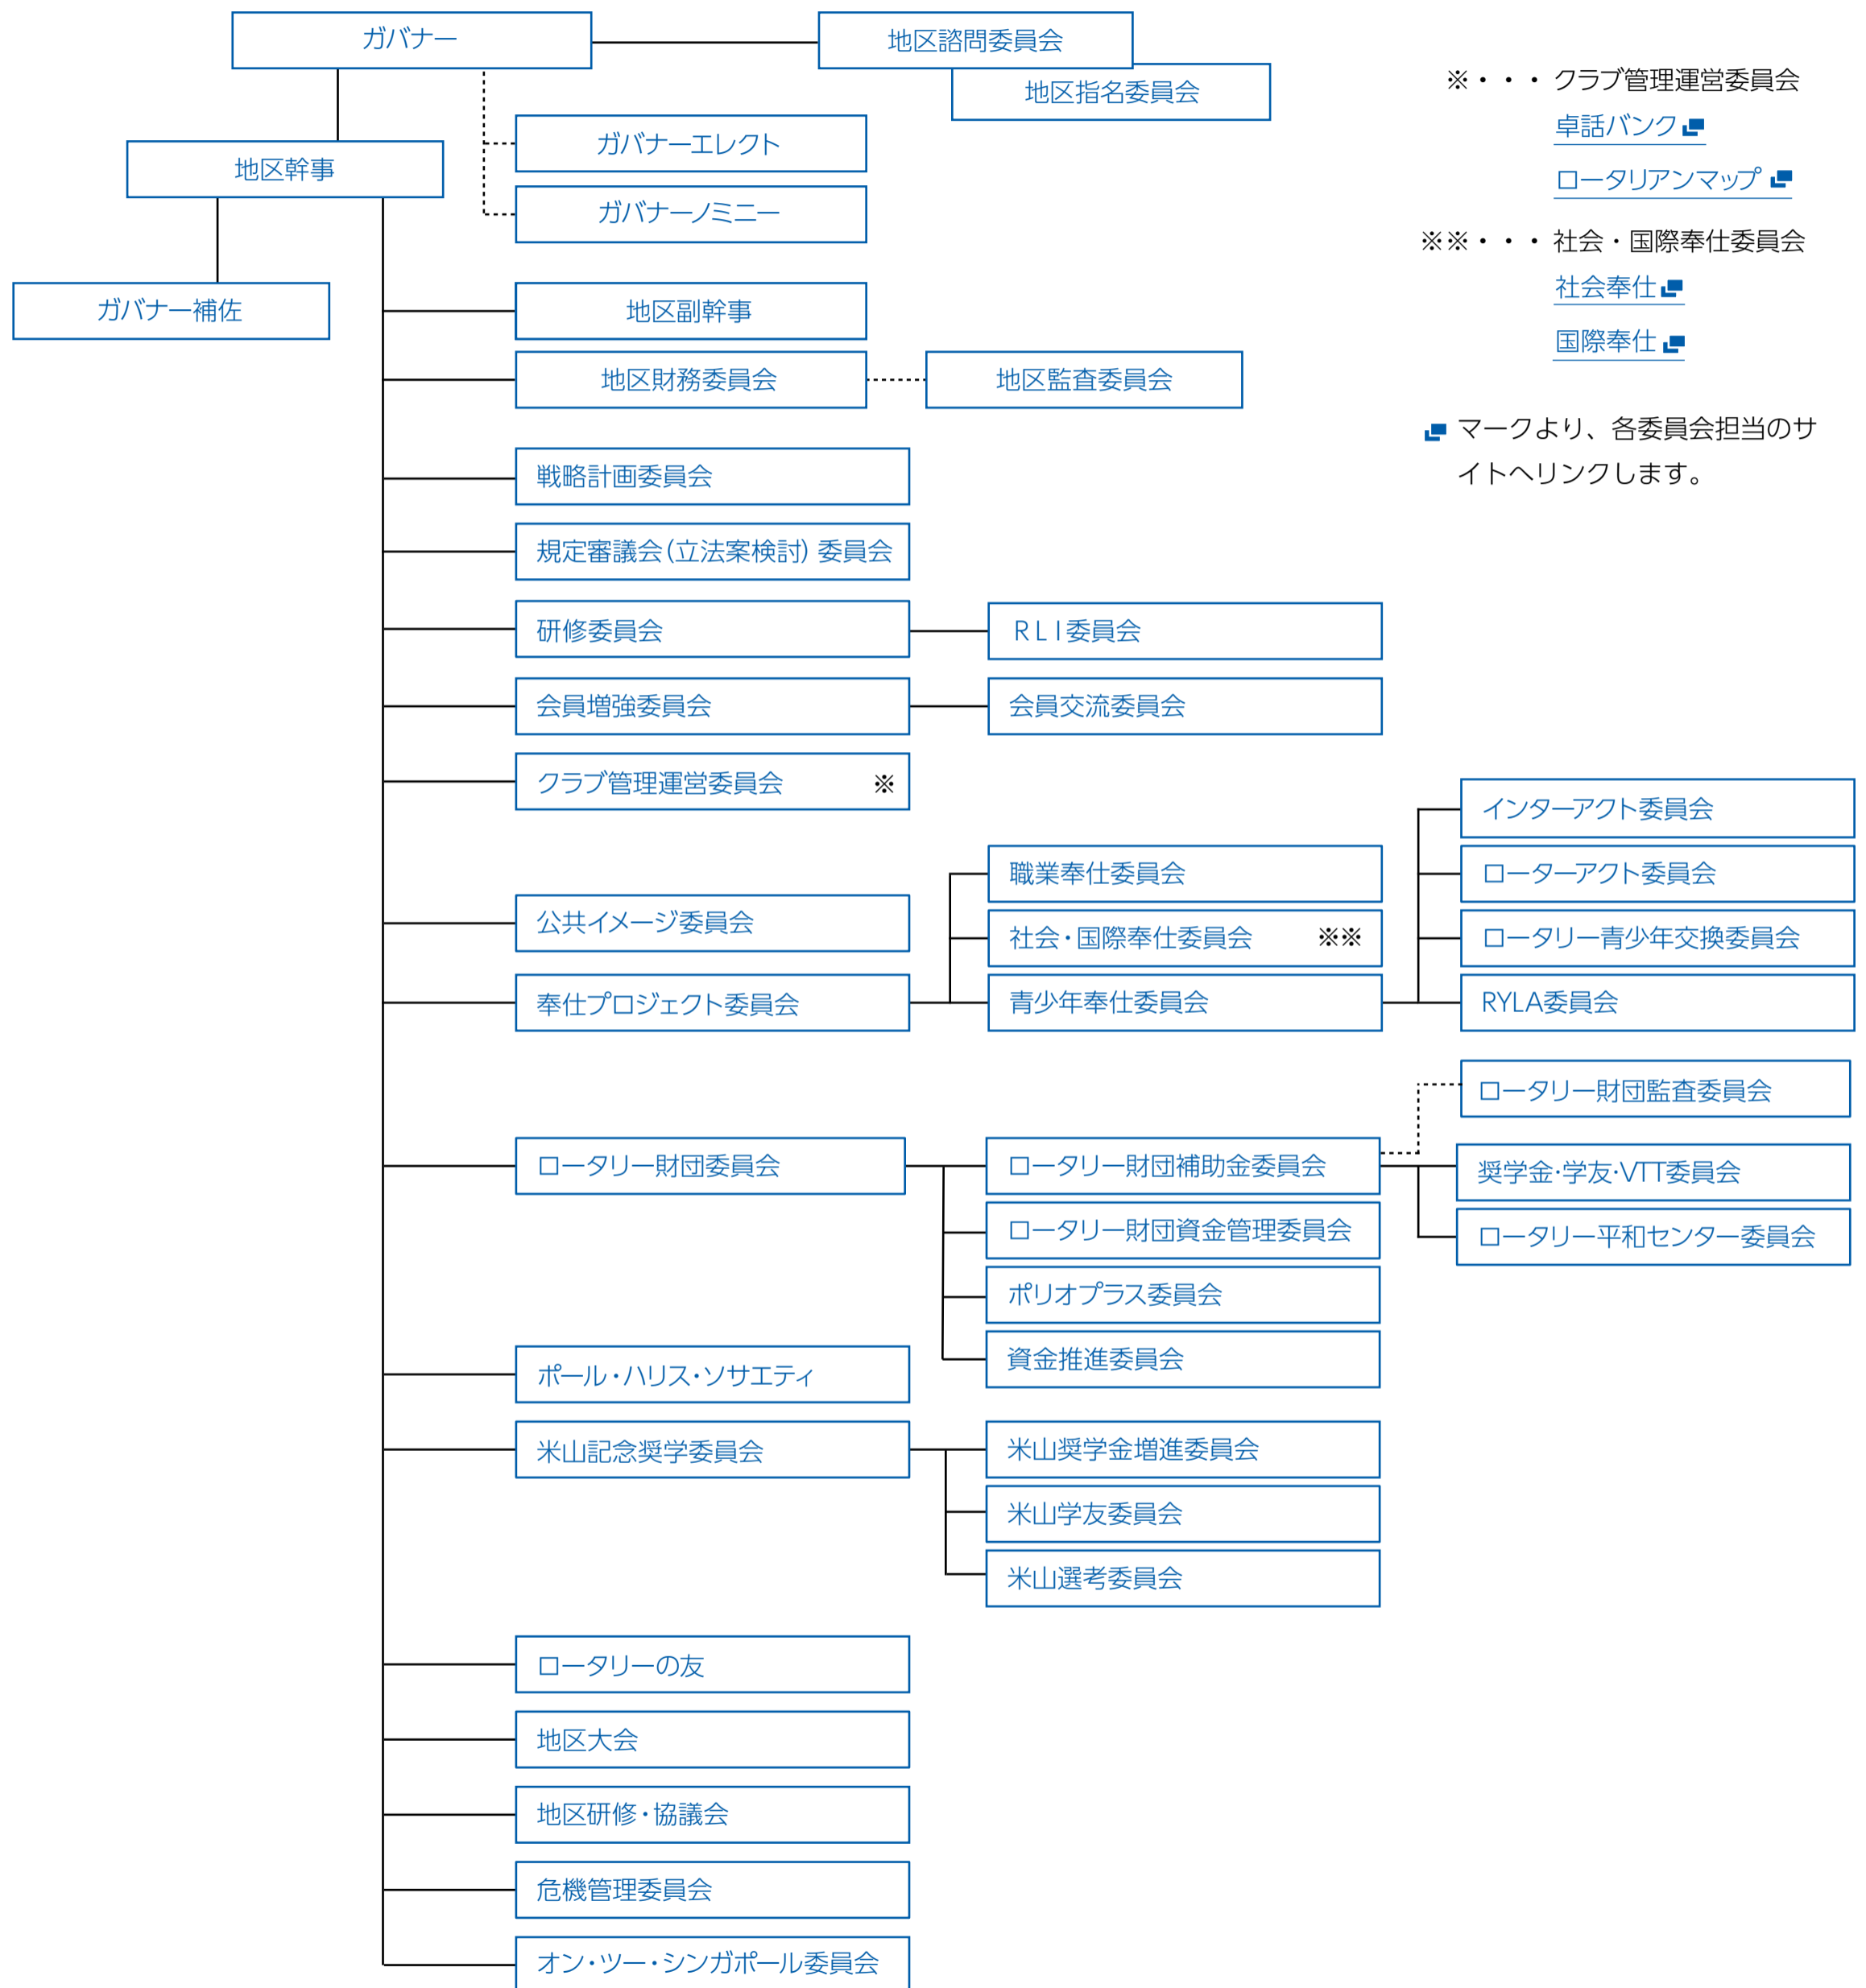 ガバナー
地区諮問委員会
地区指名委員会
※・・・ クラブ管理運営委員会
卓話バンク
ロータリアンマップ
※※・・・ 社会・国際奉仕委員会
社会奉仕
国際奉仕
マークより、各委員会担当のサ
イトへリンクします。
ガバナーエレクト
地区幹事
ガバナーノミニー
ガバナー補佐
地区副幹事
地区財務委員会
地区監査委員会
戦略計画委員会
規定審議会(立法案検討)委員会
研修委員会
RLI委員会
会員増強委員会
会員交流委員会
クラブ管理運営委員会 ※
インターアクト委員会
職業奉仕委員会
ローターアクト委員会
公共イメージ委員会
社会・国際奉仕委員会 ※※
ロータリー青少年交換委員会
奉仕プロジェクト委員会
青少年奉仕委員会
RYLA委員会
ロータリー財団監査委員会
ロータリー財団委員会
ロータリー財団補助金委員会
奨学金・学友・VTT委員会
ロータリー財団資金管理委員会
ロータリー平和センター委員会
ポリオプラス委員会
資金推進委員会
ポール・ハリス・ソサエティ
米山記念奨学委員会
米山奨学金増進委員会
米山学友委員会
米山選考委員会
ロータリーの友
地区大会
地区研修・協議会
危機管理委員会
オン・ツー・シンガポール委員会